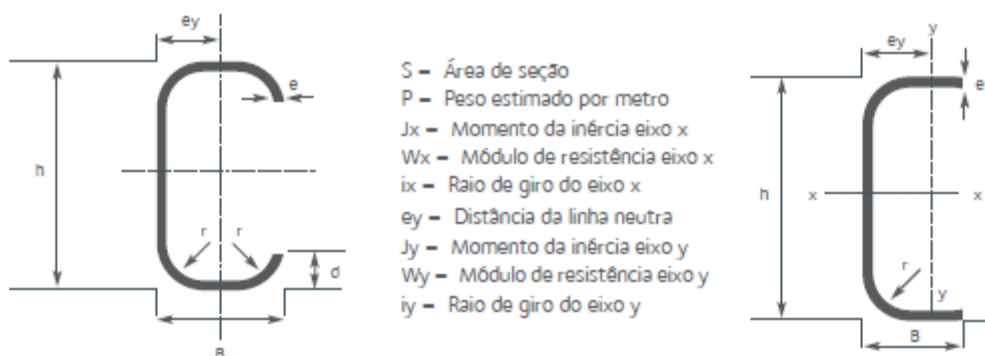 ey
e
h
r
r
d
B
S – Área de seção
P – Peso estimado por metro
Jx – Momento da inércia eixo x
Wx – Módulo de resistência eixo x
ix – Raio de giro do eixo x
ey – Distância da linha neutra
Jy – Momento da inércia eixo y
Wy – Módulo de resistência eixo y
iy – Raio de giro do eixo y
y
ey
e
h
x
x
r
y
B